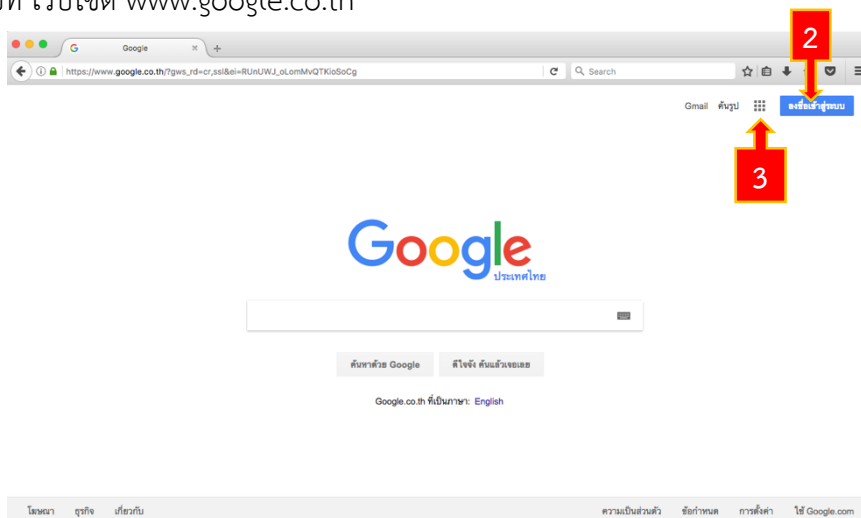 เว็บไซต์ www.google.co.th
2
Google
https://www.google.co.th/?gws_rd=cr,ssl&ei=RUnUWJ_oLomMvQTKioSoCg
Search
Gmail ค้นรูป ลงชื่อเข้าสู่ระบบ
3
Google
ประเทศไทย
ค้นหาด้วย Google ดีใจจัง ค้นแล้วเจอเลย
Google.co.th ที่เป็นภาษา: English
โฆษณา ธุรกิจ เกี่ยวกับ ความเป็นส่วนตัว ข้อกำหนด การตั้งค่า ใช้ Google.com